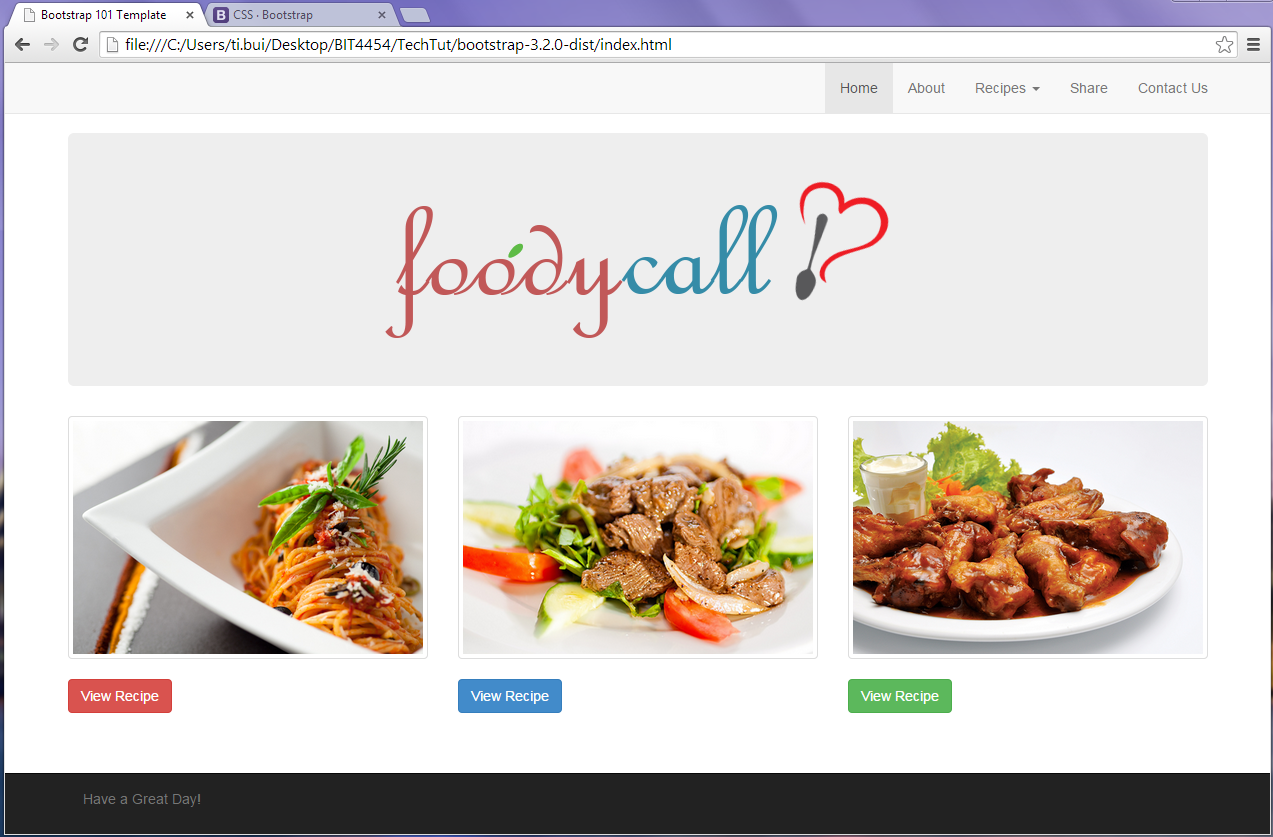 Bootstrap 101 Template
B CSS · Bootstrap
file:///C:/Users/ti.bui/Desktop/BIT4454/TechTut/bootstrap-3.2.0-dist/index.html
Home About Recipes Share Contact Us
foodycall
View Recipe View Recipe View Recipe
Have a Great Day!